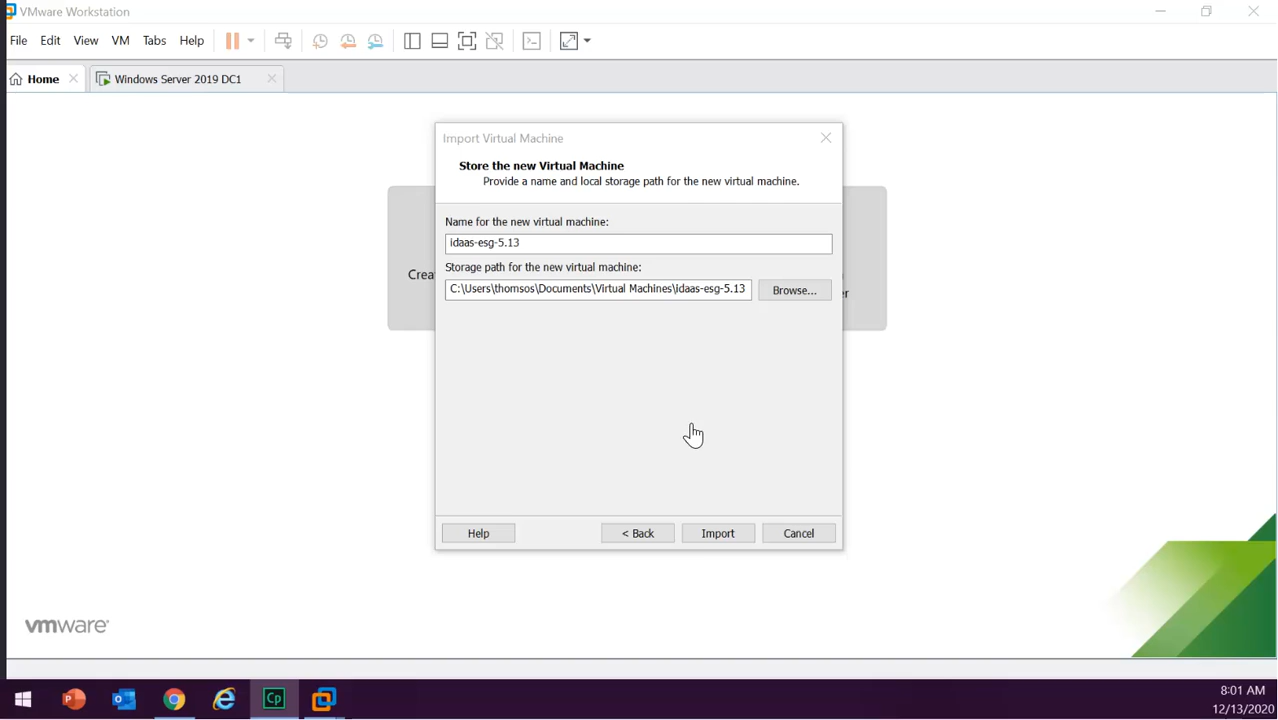 VMware Workstation
File Edit View VM Tabs Help
Home Windows Server 2019 DC1
Import Virtual Machine
Store the new Virtual Machine
Provide a name and local storage path for the new virtual machine.
Name for the new virtual machine:
idaas-esg-5.13
Storage path for the new virtual machine:
C:\Users\thomsos\Documents\Virtual Machines\idaas-esg-5.13 Browse...
Help < Back Import Cancel
vmware
Cp
8:01 AM
12/13/2020